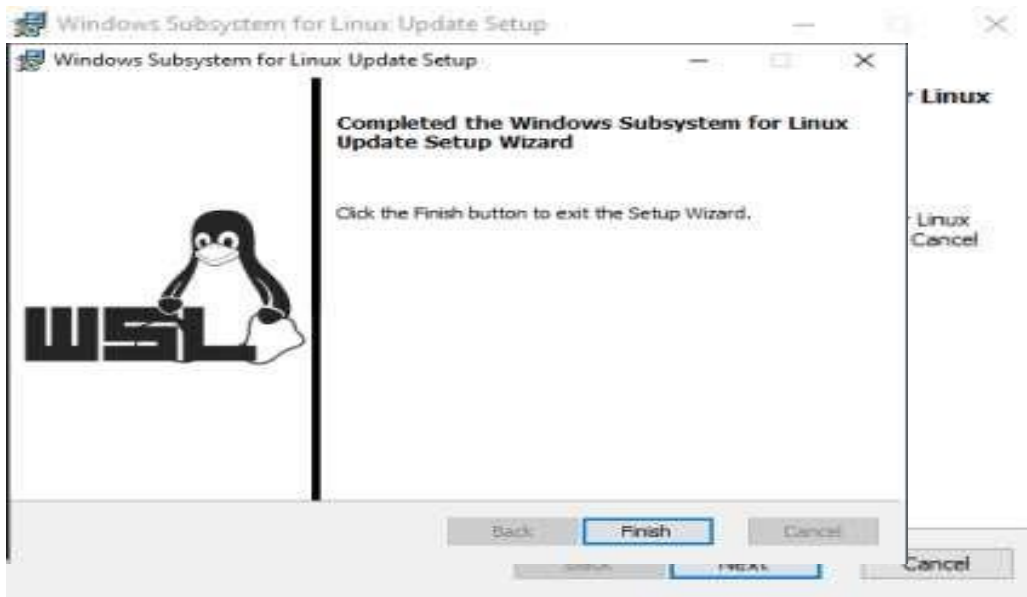 Windows Subsystem for Linux Update Setup
Windows Subsystem for Linux Update Setup
Linux
Completed the Windows Subsystem for Linux
Update Setup Wizard
Click the Finish button to exit the Setup Wizard.
Linux
Cancel
WSL
Back
Finish
Cancel
Next
Cancel